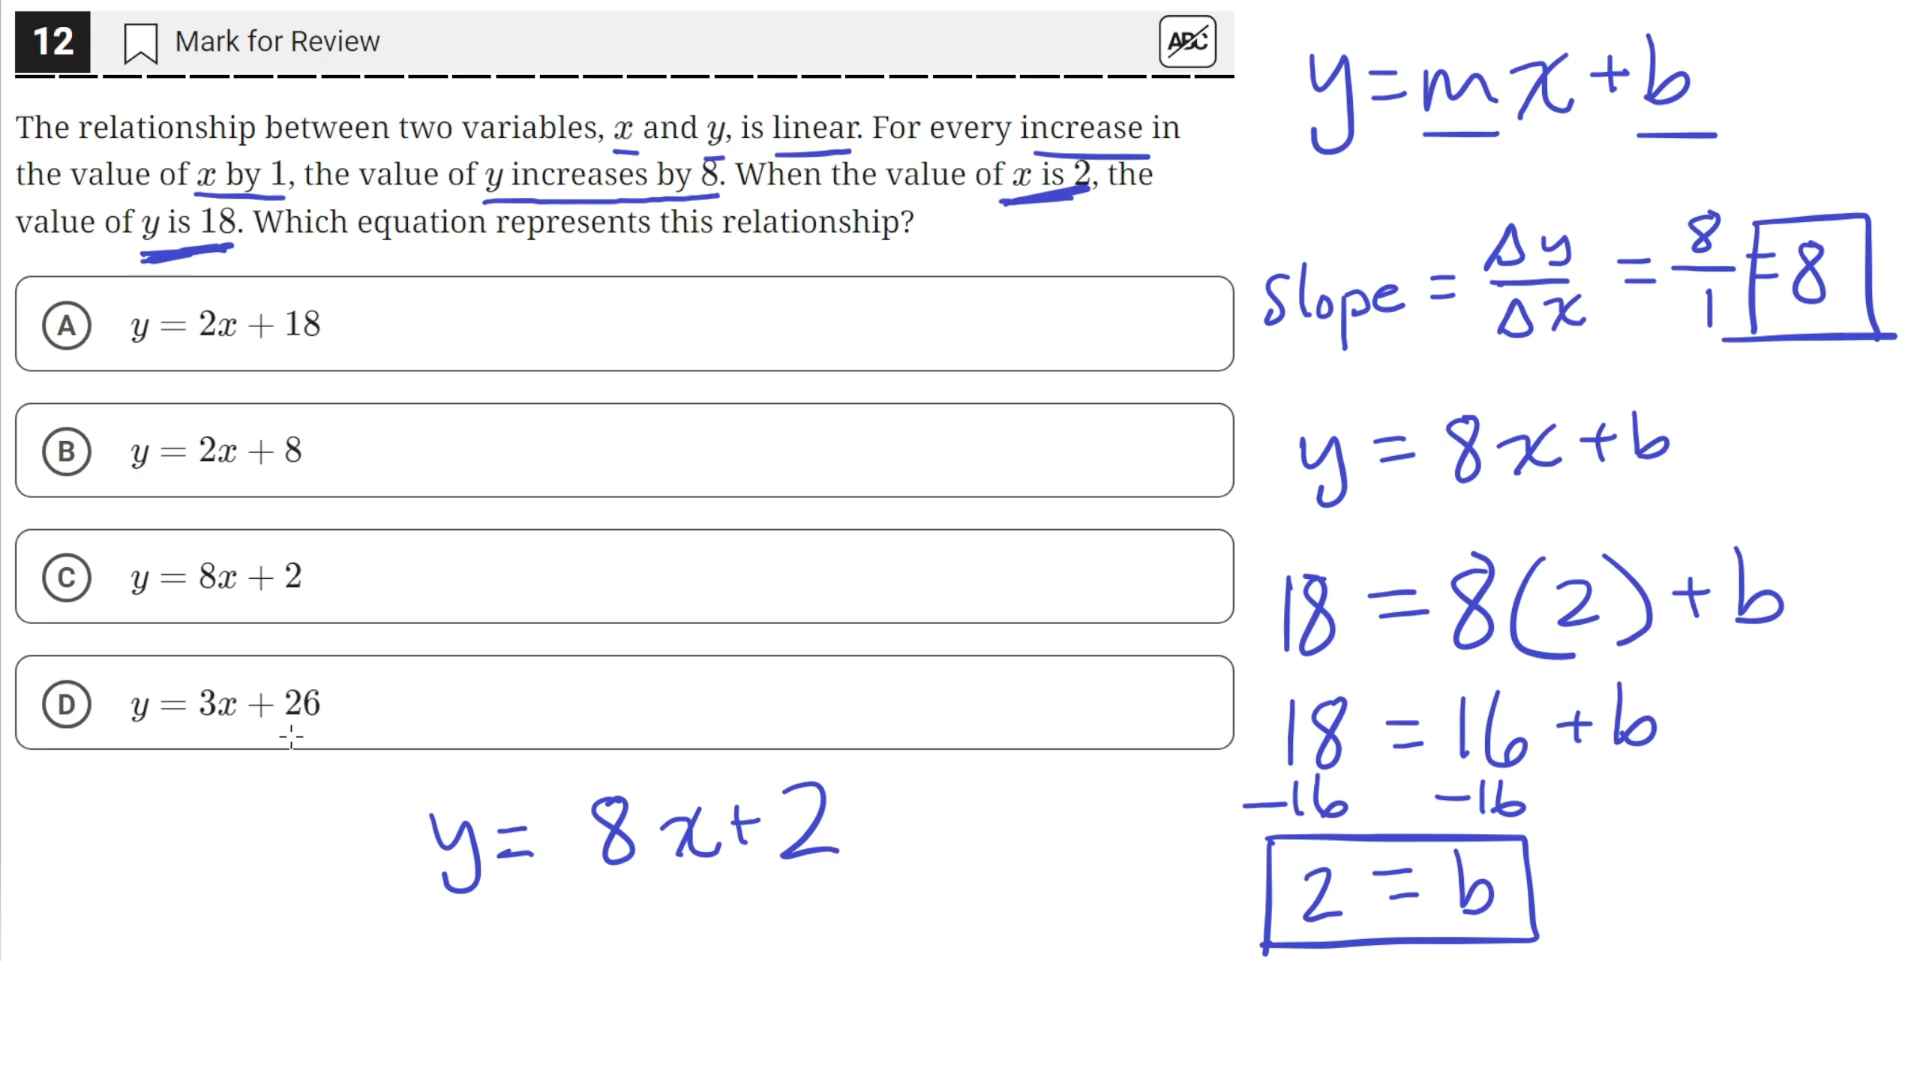 12 Mark for Review ABC
The relationship between two variables, x and y, is linear. For every increase in
the value of x by 1, the value of y increases by 8. When the value of x is 2, the
value of y is 18. Which equation represents this relationship?
A y = 2x + 18
B y = 2x + 8
C y = 8x + 2
D y = 3x + 26
y = 8x + 2
y = mx + b
slope = Δy/Δx = 8/1 = 8
y = 8x + b
18 = 8(2) + b
18 = 16 + b
-16 -16
2 = b